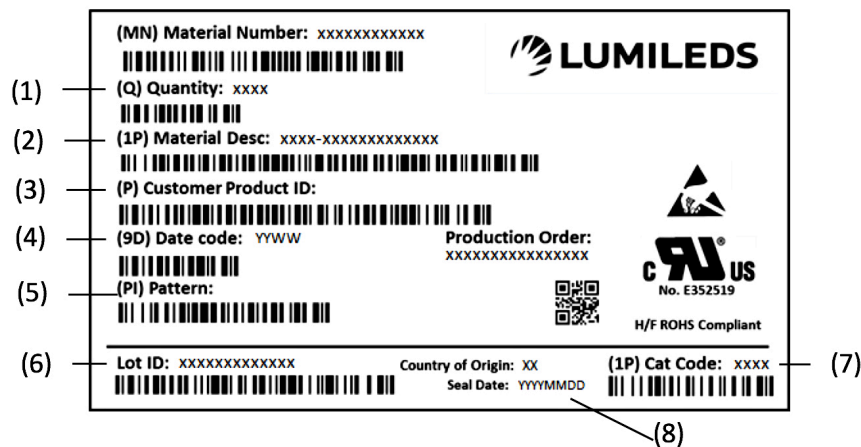 (MN) Material Number: xxxxxxxxxxxx
LUMILEDS
(1)
(Q) Quantity: xxxx
(2)
(1P) Material Desc: xxxx-xxxxxxxxxxxxx
(3)
(P) Customer Product ID:
(4)
(9D) Date code: YYWW
Production Order:
xxxxxxxxxxxxxxxx
c RU US
No. E352519
(5)
(PI) Pattern:
H/F ROHS Compliant
(6)
Lot ID: xxxxxxxxxxxxx
Country of Origin: XX
(1P) Cat Code: xxxx
(7)
Seal Date: YYYYMMDD
(8)